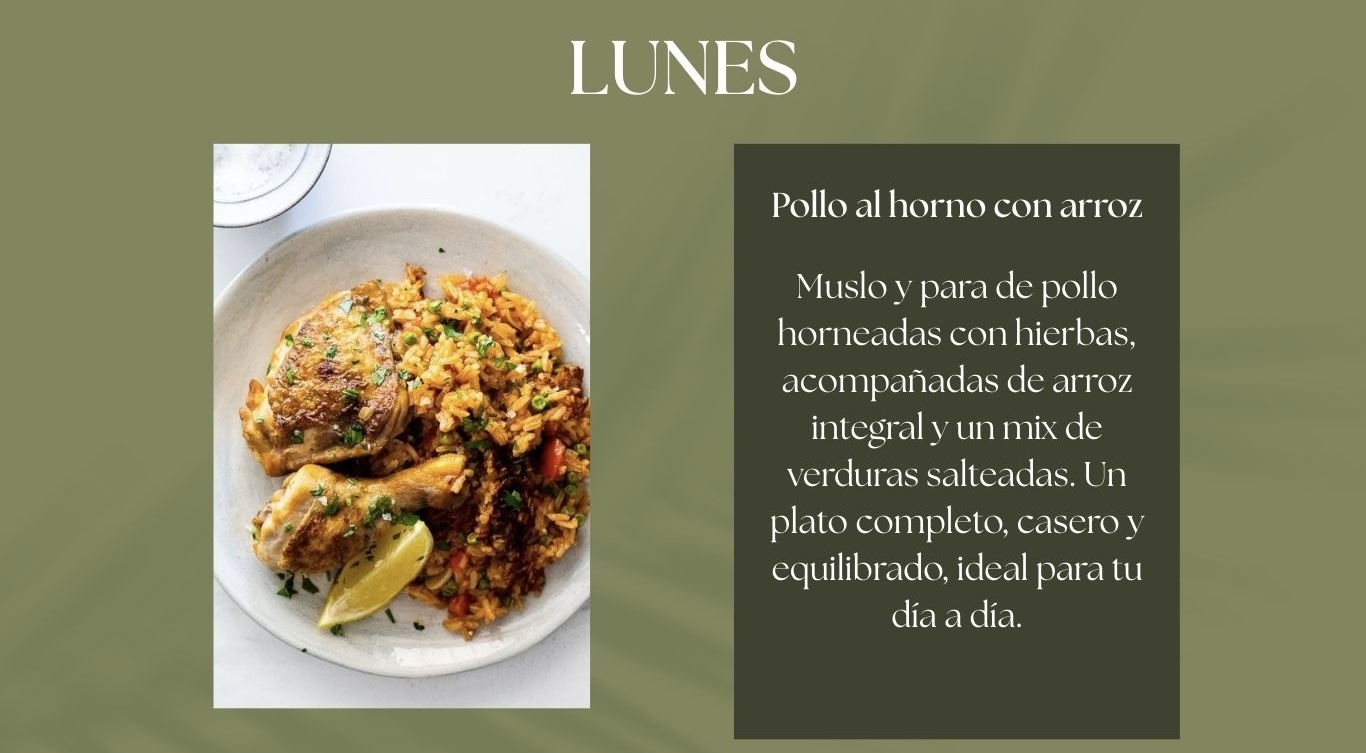 LUNES
Pollo al horno con arroz
Muslo y para de pollo
horneadas con hierbas,
acompañadas de arroz
integral y un mix de
verduras salteadas. Un
plato completo, casero y
equilibrado, ideal para tu
día a día.